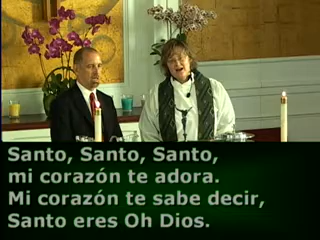 Santo, Santo, Santo,
mi corazón te adora.
Mi corazón te sabe decir,
Santo eres Oh Dios.